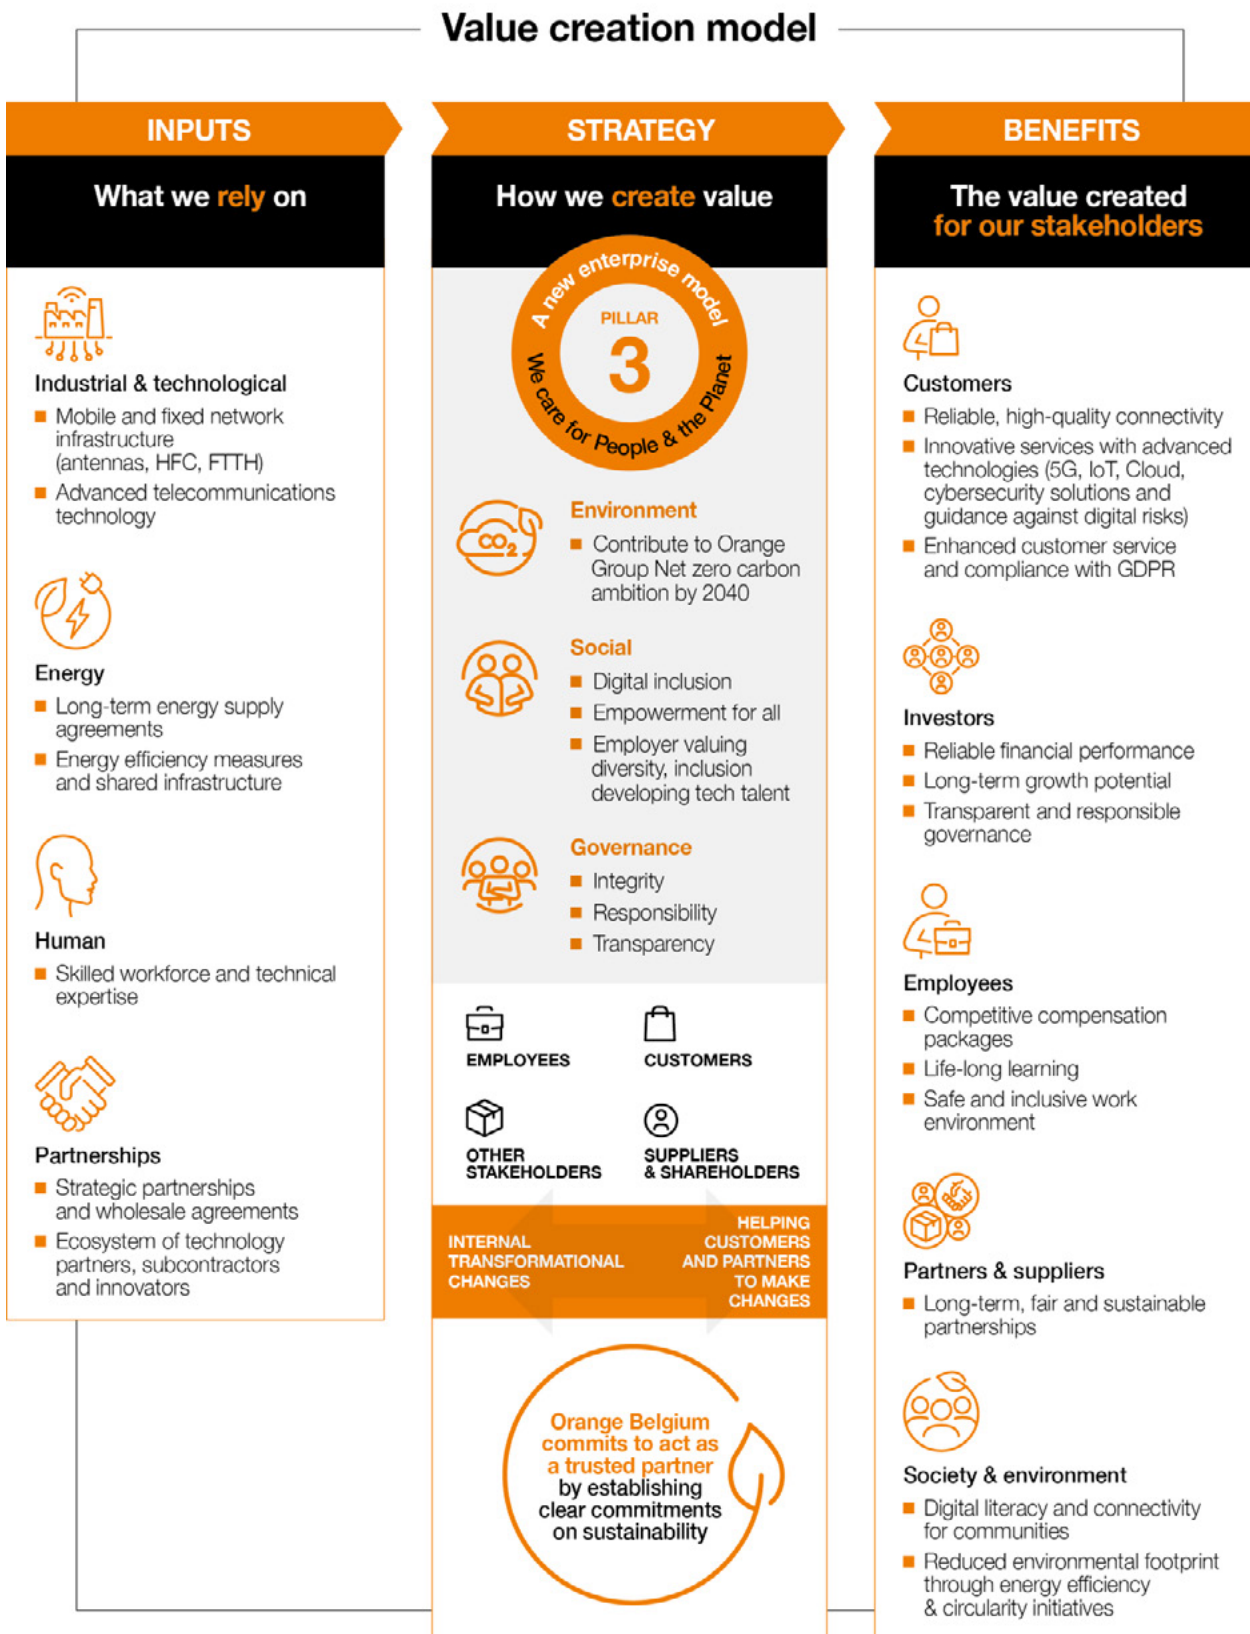 Value creation model
INPUTS
What we rely on
Industrial & technological
Mobile and fixed network
infrastructure
(antennas, HFC, FTTH)
Advanced telecommunications
technology
Energy
Long-term energy supply
agreements
Energy efficiency measures
and shared infrastructure
Human
Skilled workforce and technical
expertise
Partnerships
Strategic partnerships
and wholesale agreements
Ecosystem of technology
partners, subcontractors
and innovators
STRATEGY
How we create value
A new enterprise model
PILLAR
3
We care for People & the Planet
CO2
Environment
Contribute to Orange
Group Net zero carbon
ambition by 2040
Social
Digital inclusion
Empowerment for all
Employer valuing
diversity, inclusion
developing tech talent
Governance
Integrity
Responsibility
Transparency
EMPLOYEES
CUSTOMERS
OTHER
STAKEHOLDERS
SUPPLIERS
& SHAREHOLDERS
INTERNAL
TRANSFORMATIONAL
CHANGES
HELPING
CUSTOMERS
AND PARTNERS
TO MAKE
CHANGES
Orange Belgium
commits to act as
a trusted partner
by establishing
clear commitments
on sustainability
BENEFITS
The value created
for our stakeholders
Customers
Reliable, high-quality connectivity
Innovative services with advanced
technologies (5G, IoT, Cloud,
cybersecurity solutions and
guidance against digital risks)
Enhanced customer service
and compliance with GDPR
Investors
Reliable financial performance
Long-term growth potential
Transparent and responsible
governance
Employees
Competitive compensation
packages
Life-long learning
Safe and inclusive work
environment
Partners & suppliers
Long-term, fair and sustainable
partnerships
Society & environment
Digital literacy and connectivity
for communities
Reduced environmental footprint
through energy efficiency
& circularity initiatives